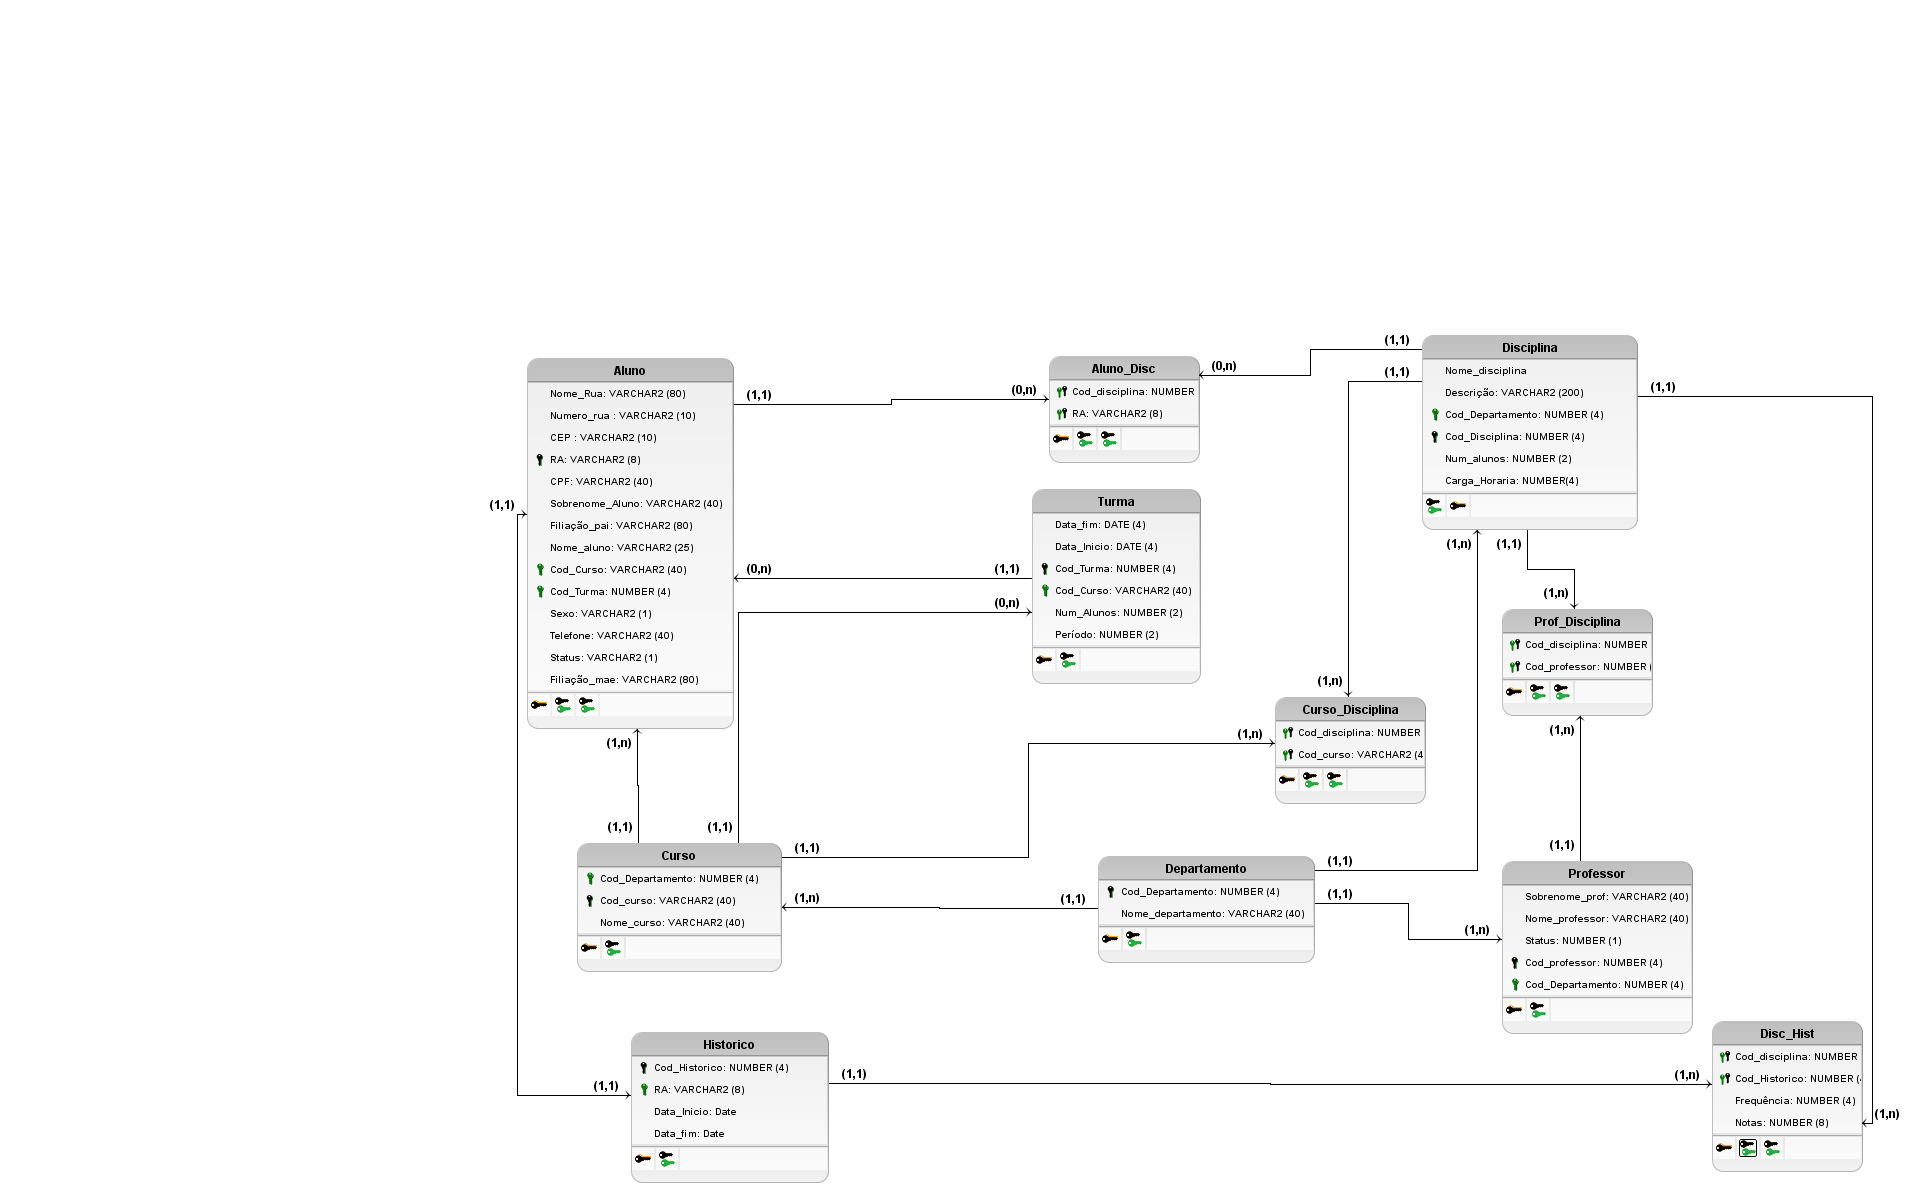 Aluno
Nome_Rua: VARCHAR2 (80)
Numero_rua : VARCHAR2 (10)
CEP : VARCHAR2 (10)
RA: VARCHAR2 (8)
CPF: VARCHAR2 (40)
Sobrenome_Aluno: VARCHAR2 (40)
Filiação_pai: VARCHAR2 (80)
Nome_aluno: VARCHAR2 (25)
Cod_Curso: VARCHAR2 (40)
Cod_Turma: NUMBER (4)
Sexo: VARCHAR2 (1)
Telefone: VARCHAR2 (40)
Status: VARCHAR2 (1)
Filiação_mae: VARCHAR2 (80)
(1,1)
(0,n)
(1,1)
(0,n)
(1,n)
Aluno_Disc
Cod_disciplina: NUMBER
RA: VARCHAR2 (8)
(0,n)
(1,1)
(1,1)
Disciplina
Nome_disciplina
Descrição: VARCHAR2 (200)
Cod_Departamento: NUMBER (4)
Cod_Disciplina: NUMBER (4)
Num_alunos: NUMBER (2)
Carga_Horaria: NUMBER(4)
(1,1)
(1,n)
(1,1)
Turma
Data_fim: DATE (4)
Data_Inicio: DATE (4)
Cod_Turma: NUMBER (4)
Cod_Curso: VARCHAR2 (40)
Num_Alunos: NUMBER (2)
Período: NUMBER (2)
(1,1)
(0,n)
(1,n)
Prof_Disciplina
Cod_disciplina: NUMBER
Cod_professor: NUMBER (
(1,n)
(1,n)
Curso_Disciplina
Cod_disciplina: NUMBER
Cod_curso: VARCHAR2 (4
(1,n)
(1,1)
(1,1)
Curso
Cod_Departamento: NUMBER (4)
Cod_curso: VARCHAR2 (40)
Nome_curso: VARCHAR2 (40)
(1,1)
(1,n)
(1,1)
Departamento
Cod_Departamento: NUMBER (4)
Nome_departamento: VARCHAR2 (40)
(1,1)
(1,1)
(1,n)
(1,1)
Professor
Sobrenome_prof: VARCHAR2 (40)
Nome_professor: VARCHAR2 (40)
Status: NUMBER (1)
Cod_professor: NUMBER (4)
Cod_Departamento: NUMBER (4)
Historico
Cod_Historico: NUMBER (4)
RA: VARCHAR2 (8)
Data_Inicio: Date
Data_fim: Date
(1,1)
(1,1)
(1,n)
Disc_Hist
Cod_disciplina: NUMBER
Cod_Historico: NUMBER (
Frequência: NUMBER (4)
Notas: NUMBER (8)
(1,n)